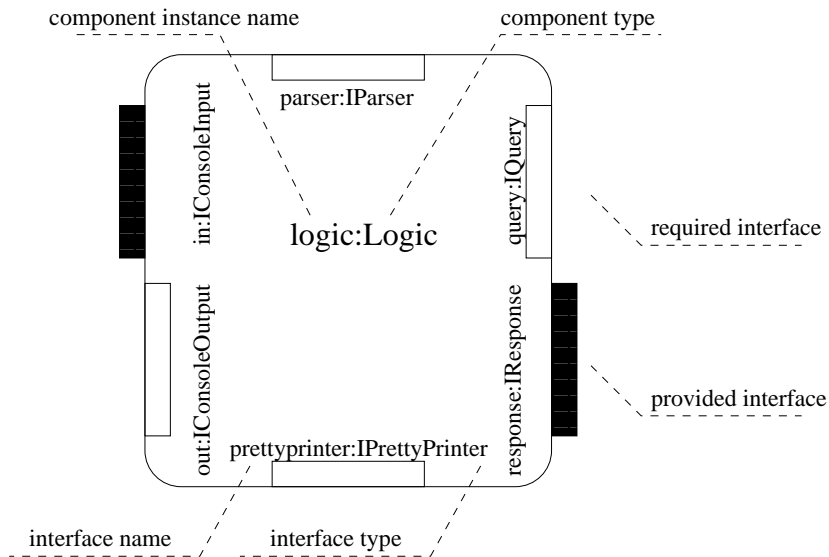 component instance name
component type
parser:IParser
in:IConsoleInput
query:IQuery
logic:Logic
required interface
out:IConsoleOutput
response:IResponse
provided interface
prettyprinter:IPrettyPrinter
interface name
interface type